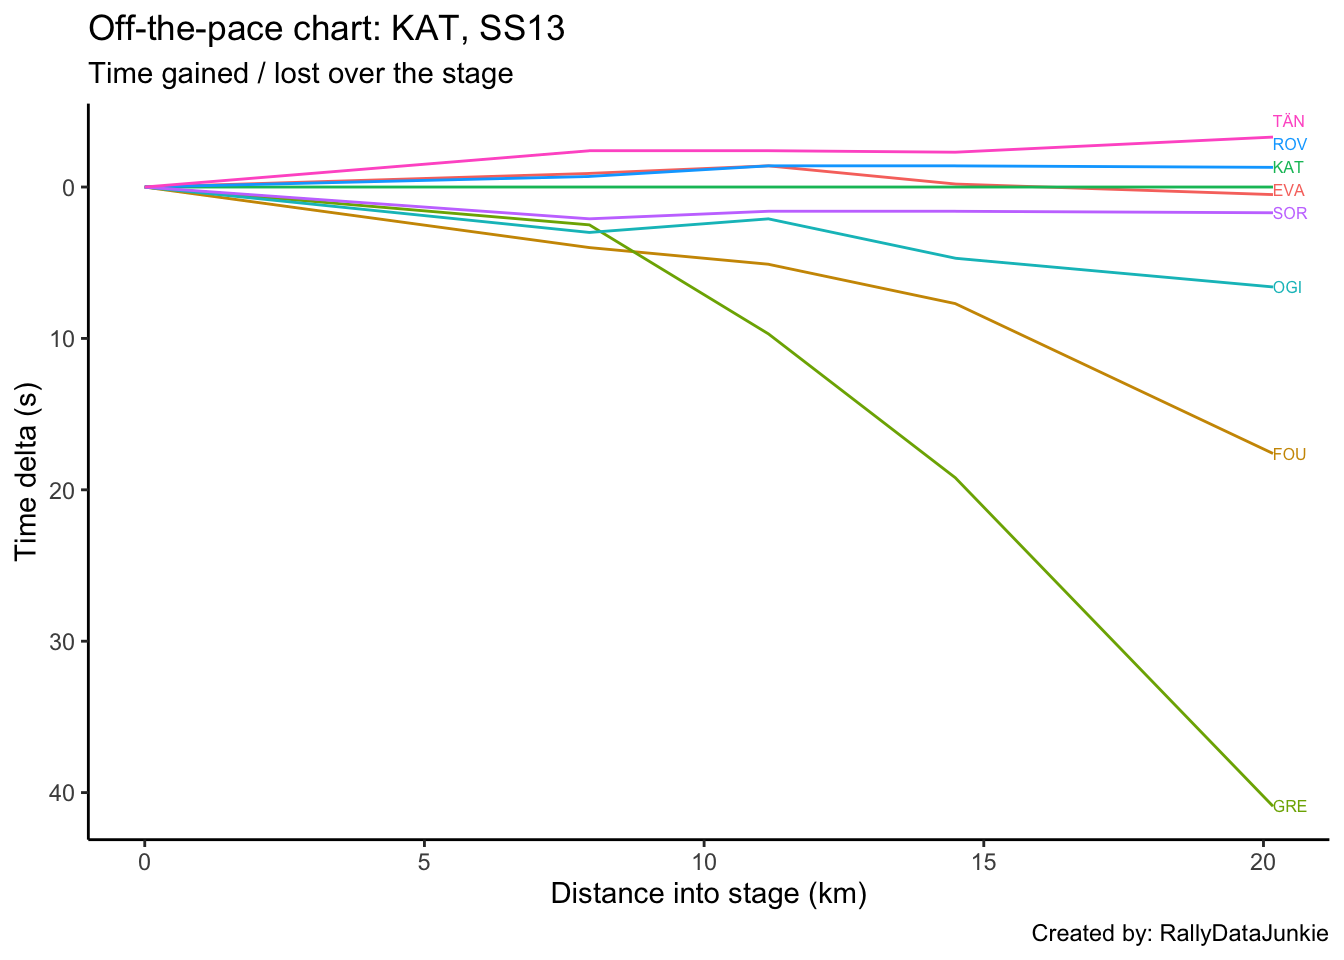 Off-the-pace chart: KAT, SS13
Time gained / lost over the stage
TÄN
ROV
KAT
EVA
SOR
OGI
FOU
GRE
0
10
20
30
40
Time delta (s)
0 5 10 15 20
Distance into stage (km)
Created by: RallyDataJunkie